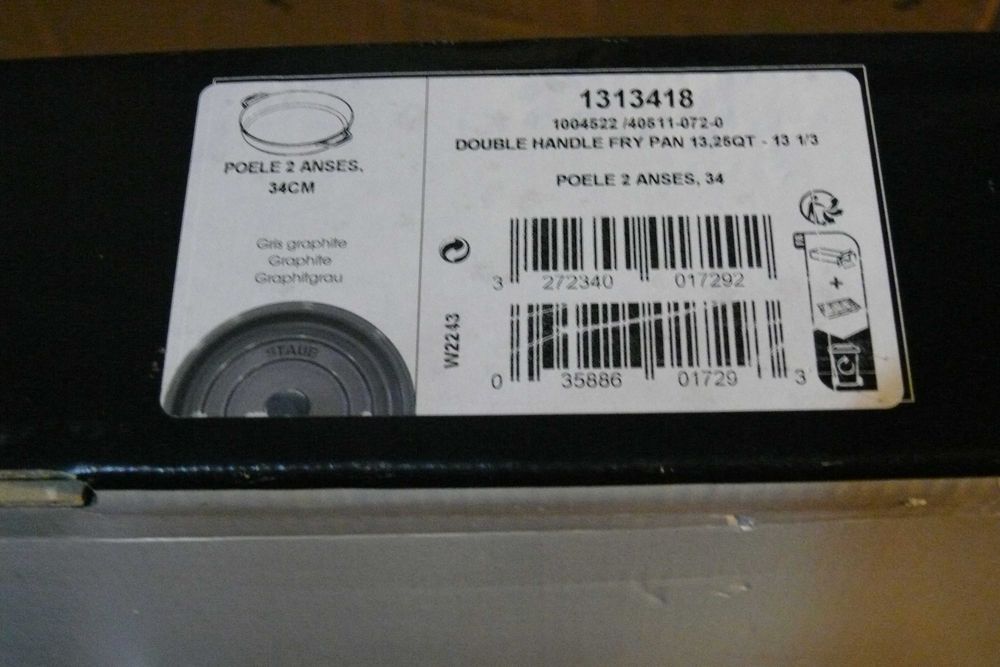 POELE 2 ANSES,
34CM
Gris graphite
Graphite
Graphitgrau
STAUB
1313418
1004522 /40511-072-0
DOUBLE HANDLE FRY PAN 13,25QT - 13 1/3
POELE 2 ANSES, 34
3 272340 017292
W2243
0 35886 01729 3
FR
+